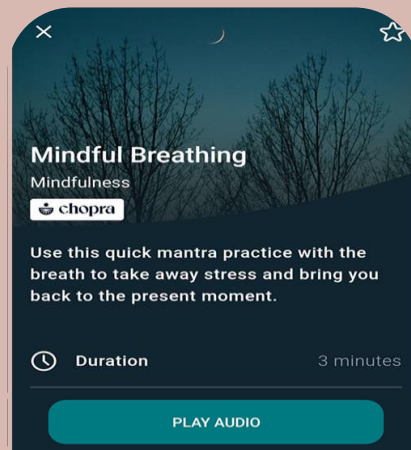 Mindful Breathing
Mindfulness
chopra
Use this quick mantra practice with the
breath to take away stress and bring you
back to the present moment.
Duration 3 minutes
PLAY AUDIO